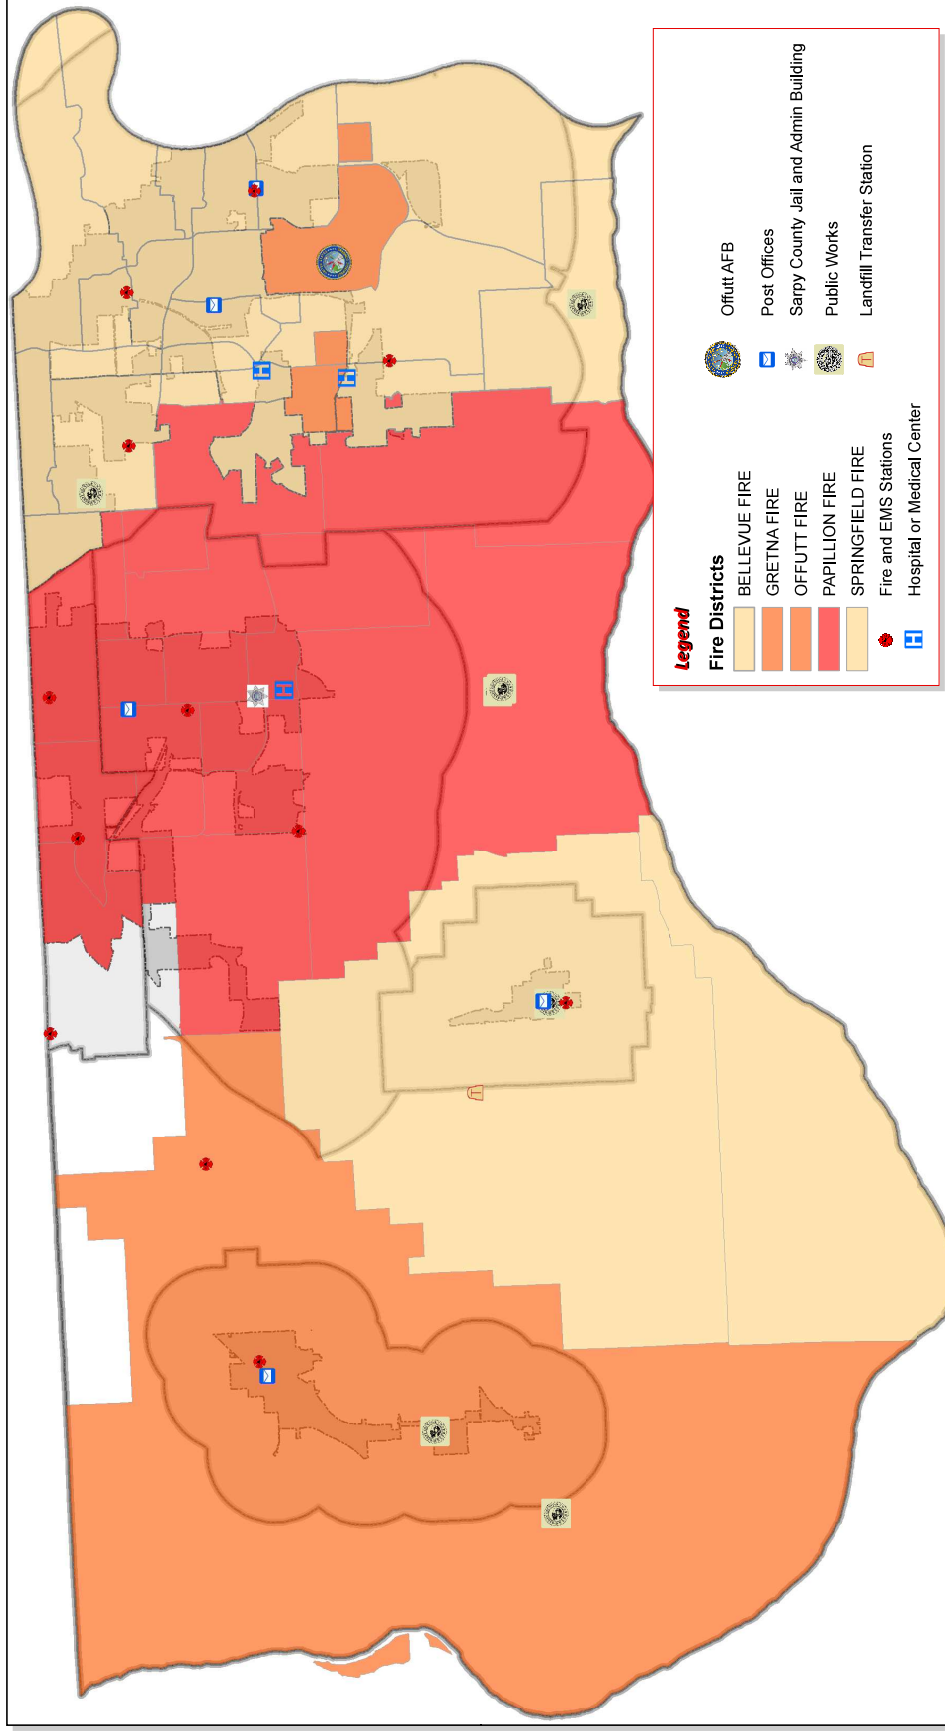 Legend
Fire Districts
BELLEVUE FIRE
GRETNA FIRE
OFFUTT FIRE
PAPILLION FIRE
SPRINGFIELD FIRE
Fire and EMS Stations
H Hospital or Medical Center
Offutt AFB
Post Offices
Sarpy County Jail and Admin Building
Public Works
T Landfill Transfer Station
H
H
H
T